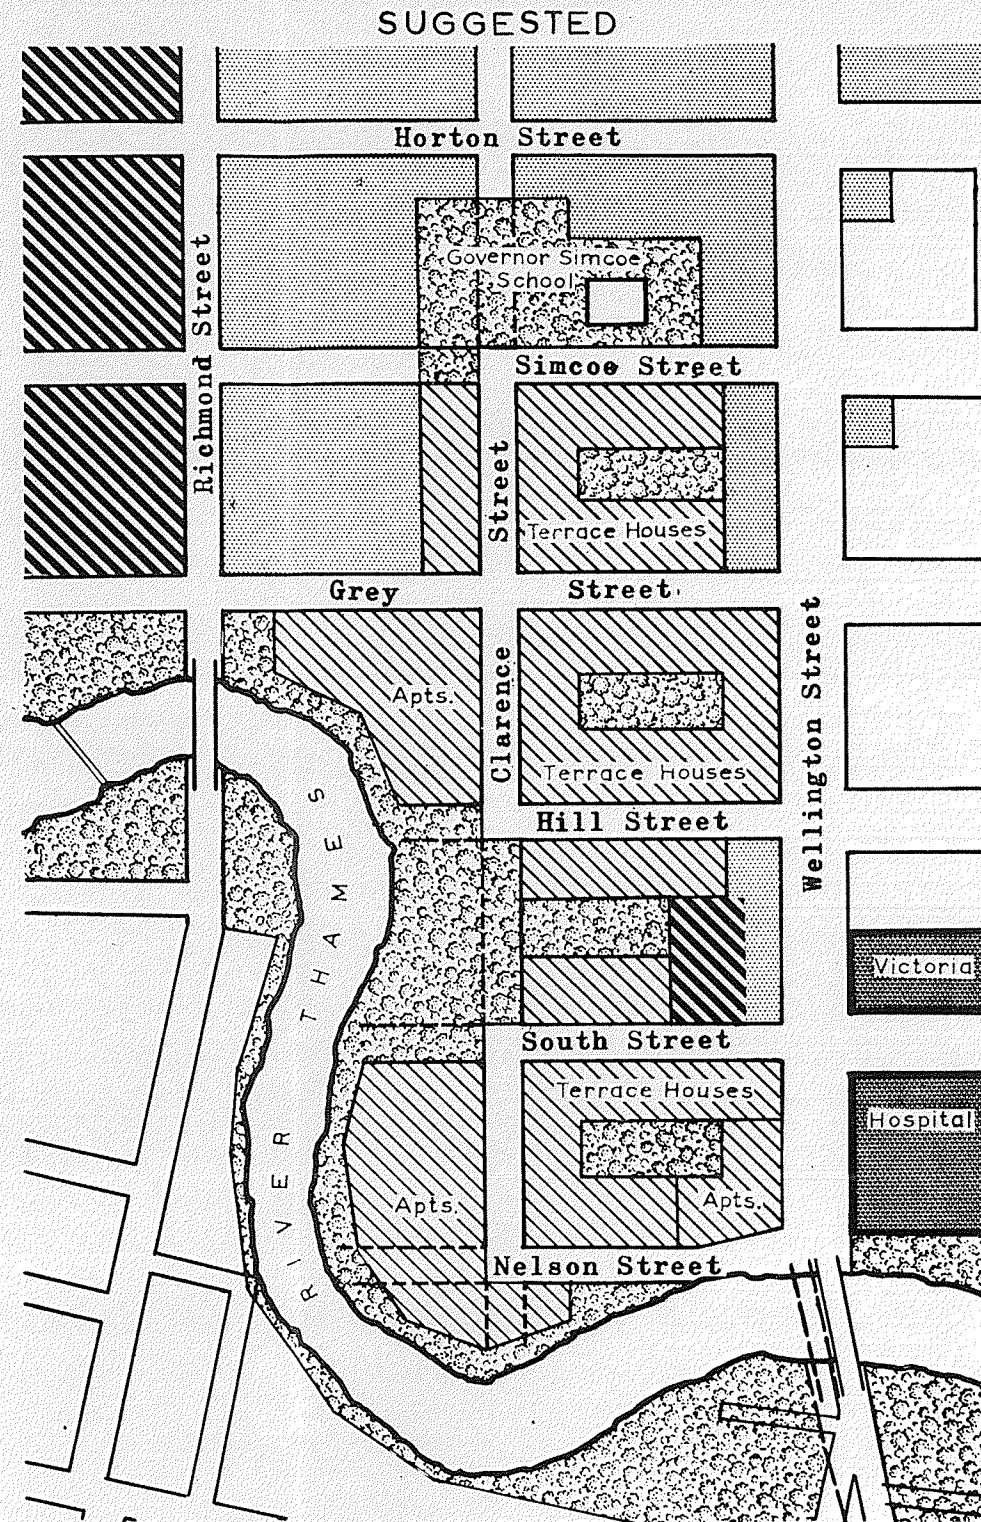 SUGGESTED
Horton Street
Governor Simcoe
School
Richmond Street
Simcoe Street
Street
Terrace Houses
Grey Street
Clarence
Apts.
Wellington Street
Terrace Houses
Hill Street
RIVER THAMES
Victoria
South Street
Terrace Houses
Hospital
Apts.
Apts.
Nelson Street